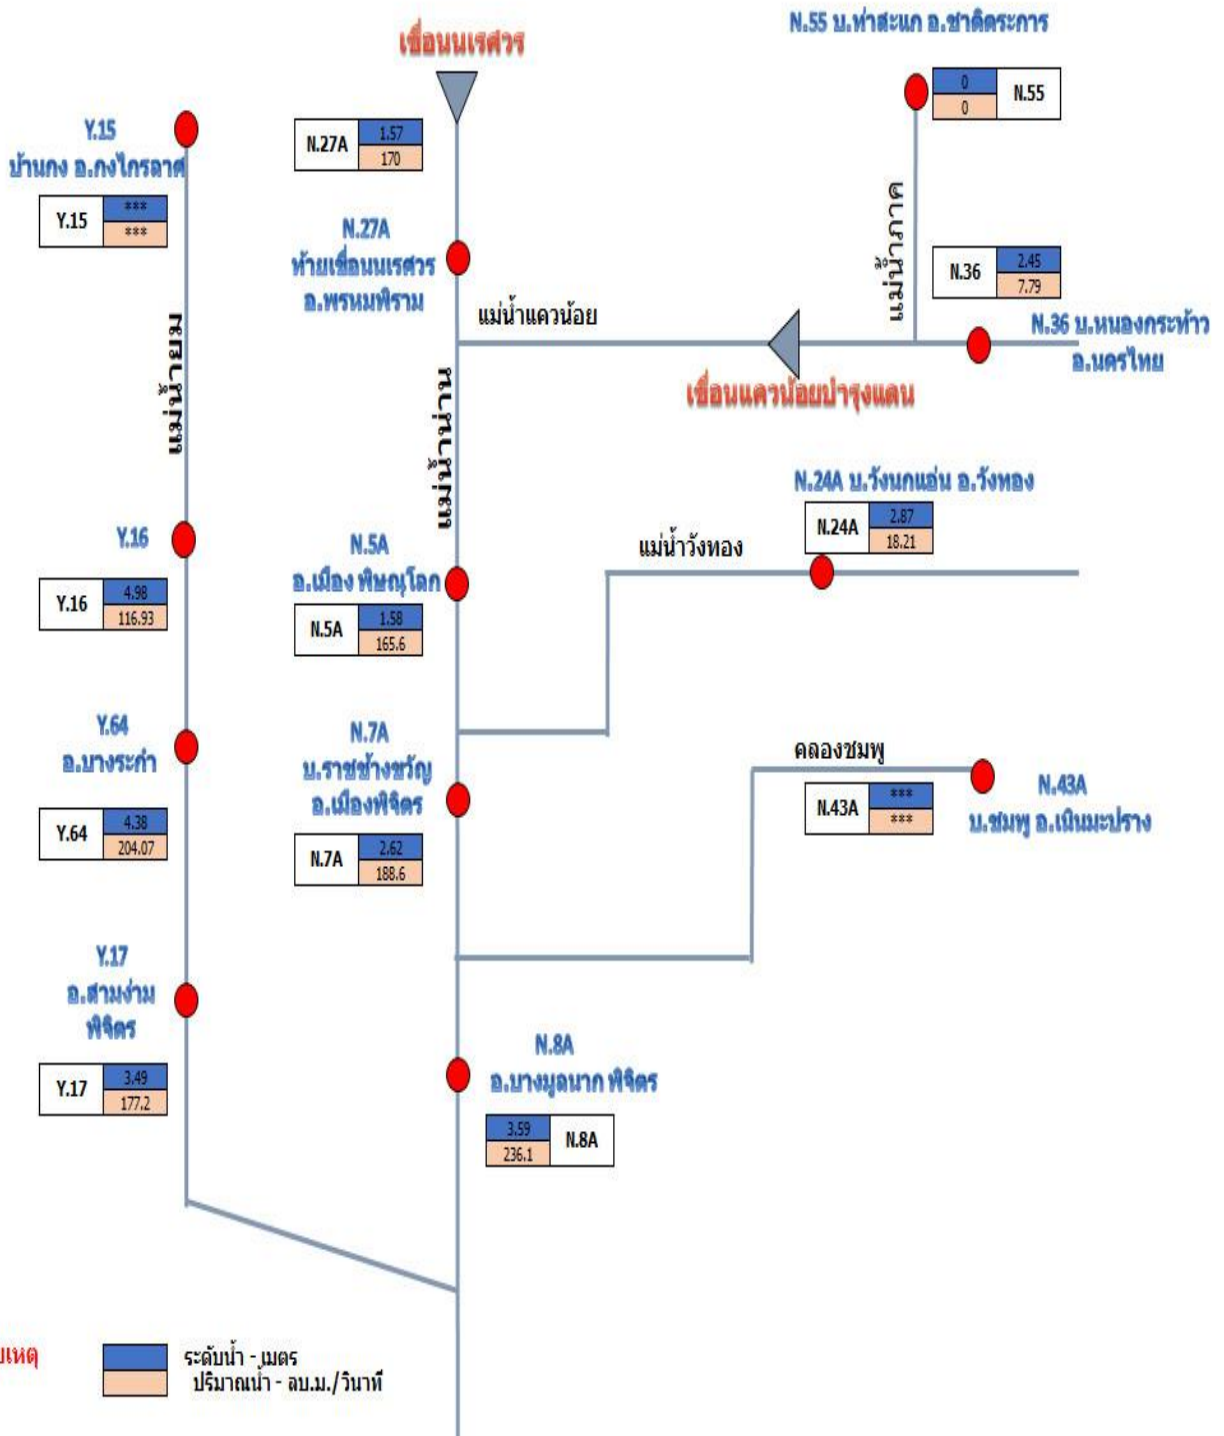 เขื่อนนเรศวร
N.55 บ.ท่าสะแก อ.ชาติตระการ
0
0
N.55
Y.15
บ้านกง อ.กงไกรลาศ
Y.15
***
***
N.27A
1.57
170
N.27A
ท้ายเขื่อนนเรศวร
อ.พรหมพิราม
แม่น้ำภาค
N.36
2.45
7.79
N.36 บ.หนองกระท้าว
อ.นครไทย
แม่น้ำแควน้อย
เขื่อนแควน้อยบำรุงแดน
แม่น้ำยม
แม่น้ำน่าน
N.24A บ.วังนกแอ่น อ.วังทอง
N.24A
2.87
18.21
แม่น้ำวังทอง
Y.16
Y.16
4.98
116.93
N.5A
อ.เมือง พิษณุโลก
N.5A
1.58
165.6
Y.64
อ.บางระกำ
Y.64
4.38
204.07
N.7A
บ.ราชช้างขวัญ
อ.เมืองพิจิตร
N.7A
2.62
188.6
คลองชมพู
N.43A
***
***
N.43A
บ.ชมพู อ.เนินมะปราง
Y.17
อ.สามง่าม
พิจิตร
Y.17
3.49
177.2
N.8A
อ.บางมูลนาก พิจิตร
3.59
236.1
N.8A
ระดับน้ำ - เมตร
ปริมาณน้ำ - ลบ.ม./วินาที